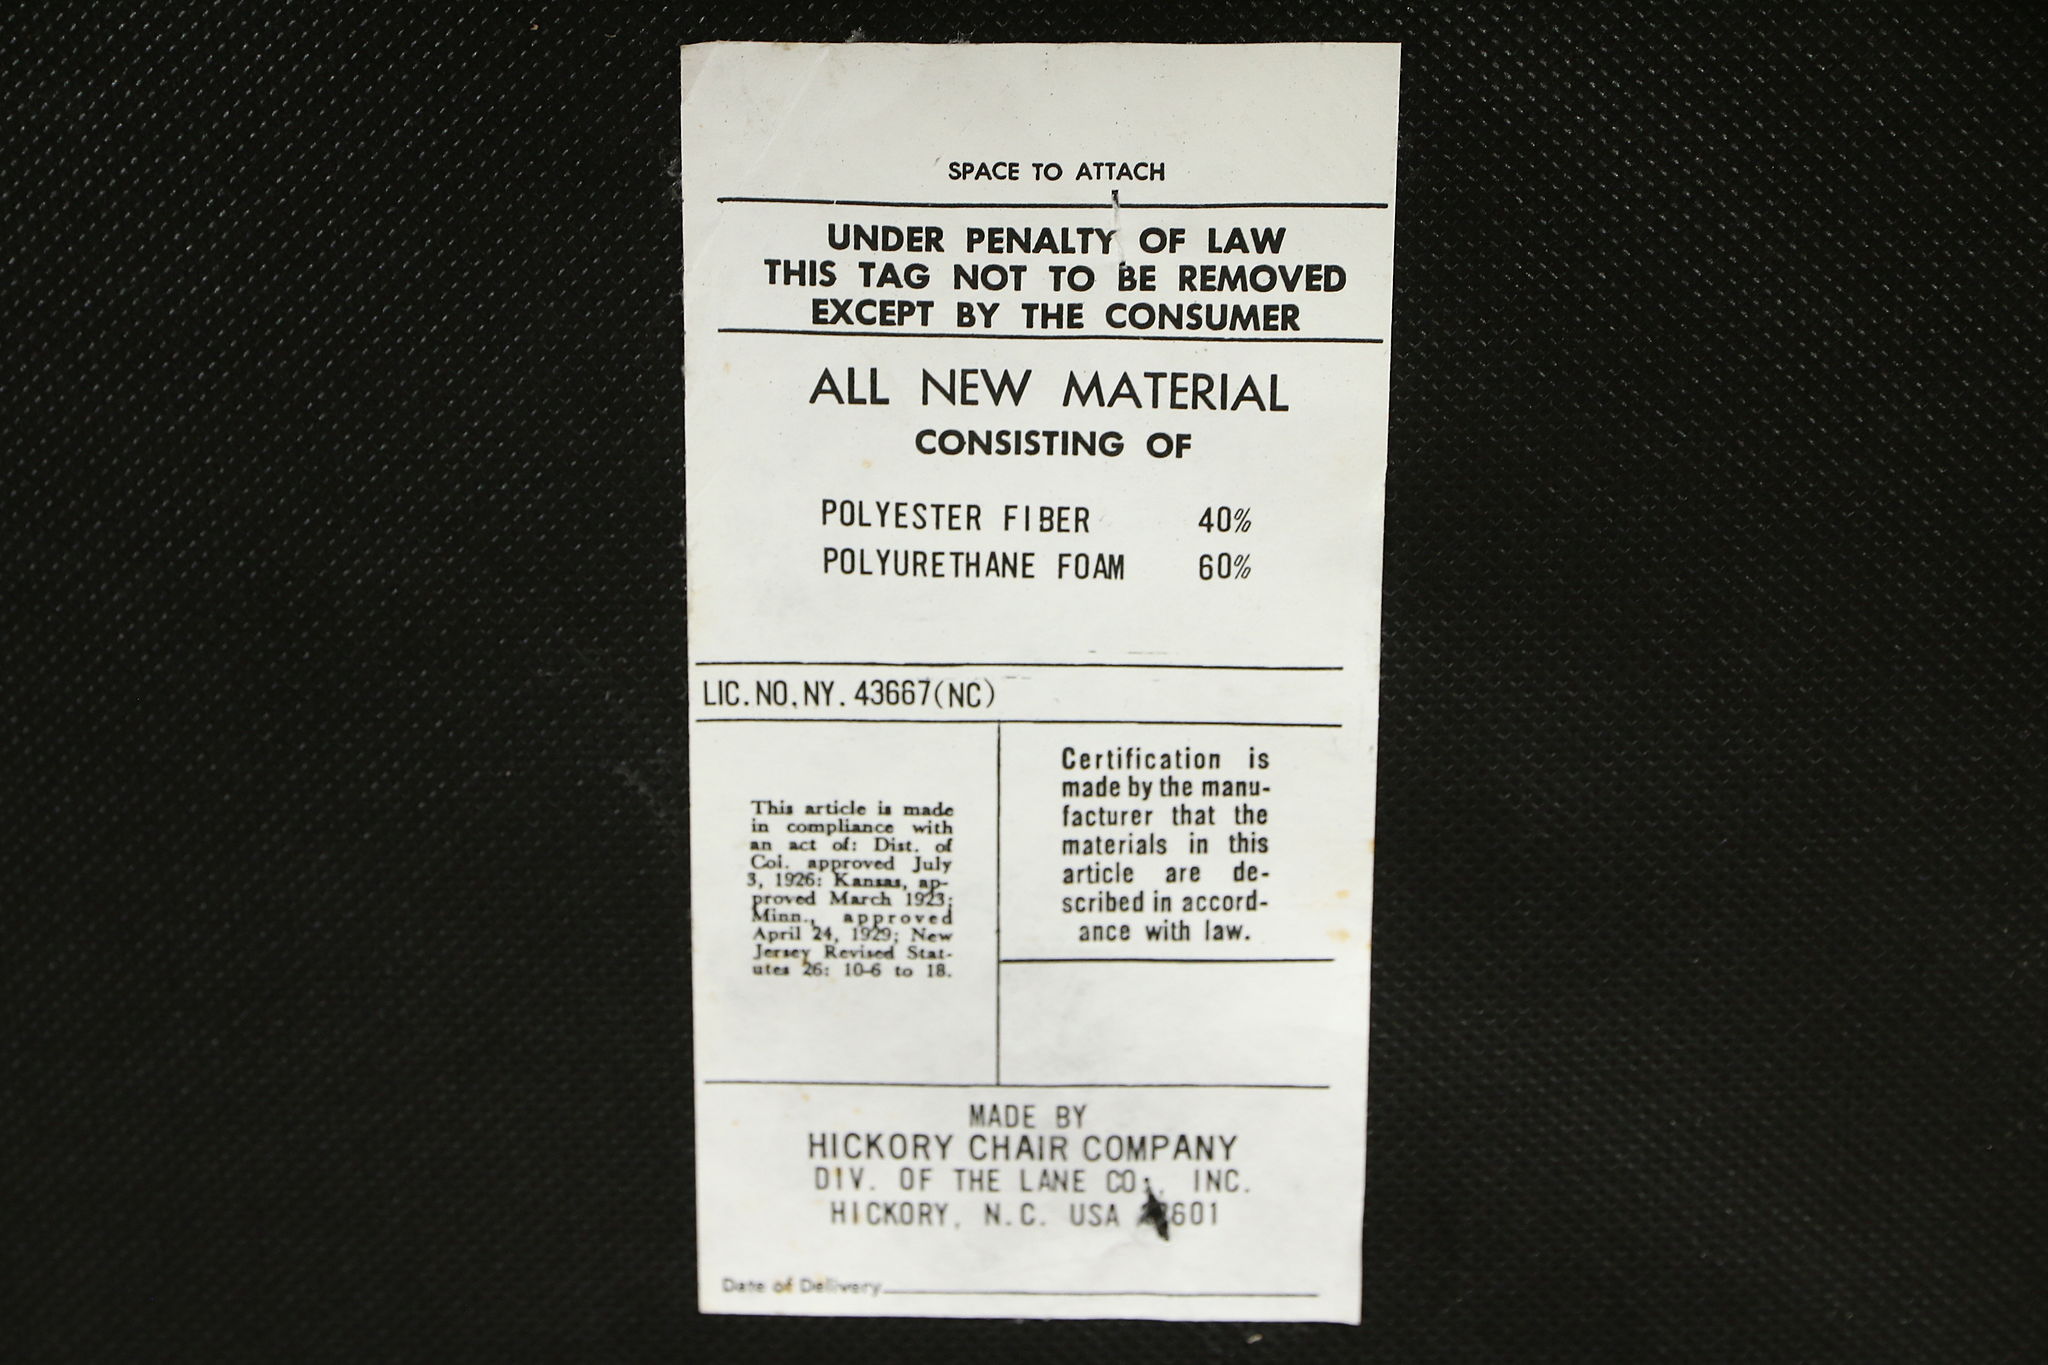 SPACE TO ATTACH
UNDER PENALTY OF LAW
THIS TAG NOT TO BE REMOVED
EXCEPT BY THE CONSUMER
ALL NEW MATERIAL
CONSISTING OF
POLYESTER FIBER 40%
POLYURETHANE FOAM 60%
LIC.NO.NY. 43667(NC)
This article is made
in compliance with
an act of: Dist. of
Col. approved July
3, 1926: Kansas, ap-
proved March 1923;
Minn., approved
April 24, 1929; New
Jersey Revised Stat-
utes 26: 10-6 to 18.
Certification is
made by the manu-
facturer that the
materials in this
article are de-
scribed in accord-
ance with law.
MADE BY
HICKORY CHAIR COMPANY
DIV. OF THE LANE CO., INC.
HICKORY, N.C. USA
Date of Delivery